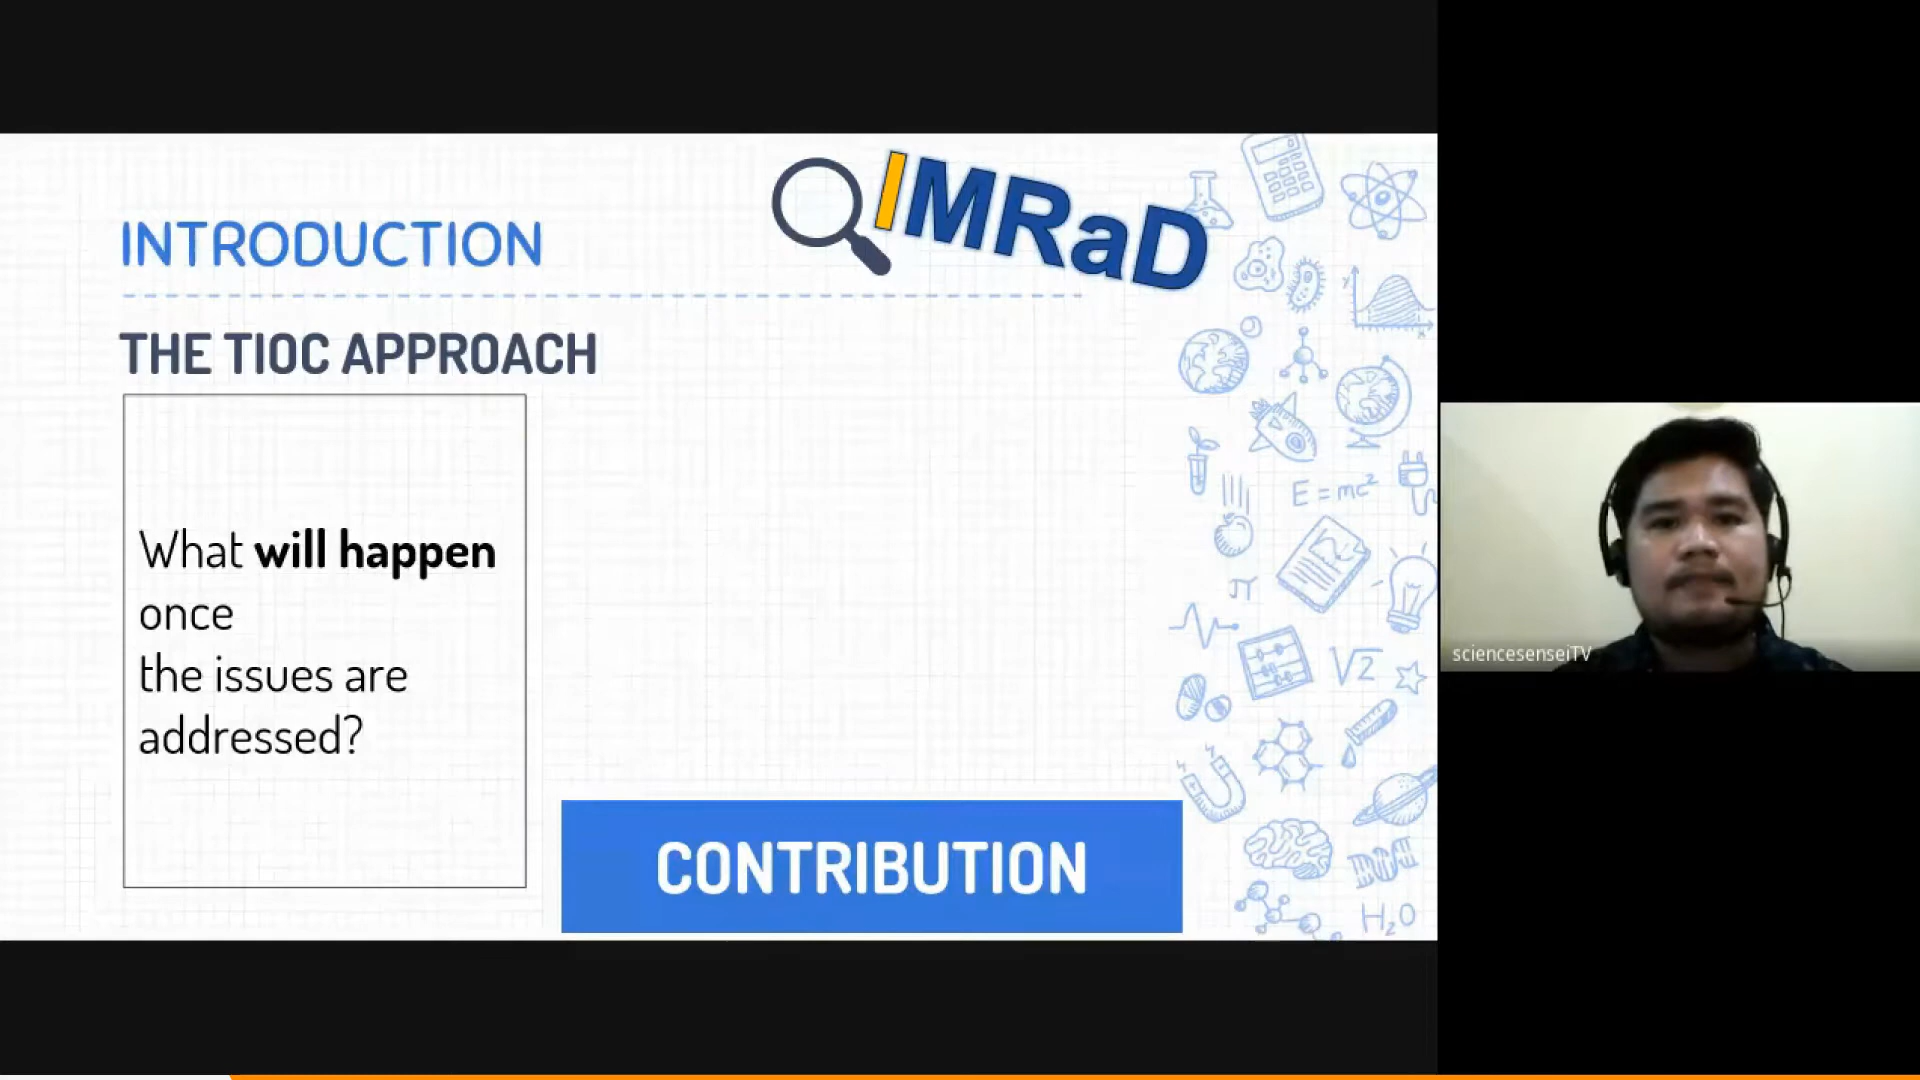 IMRaD
INTRODUCTION
THE TIOC APPROACH
What will happen
once
the issues are
addressed?
CONTRIBUTION
E=mc²
π
√2
H₂O
y
x
sciencesenseiTV